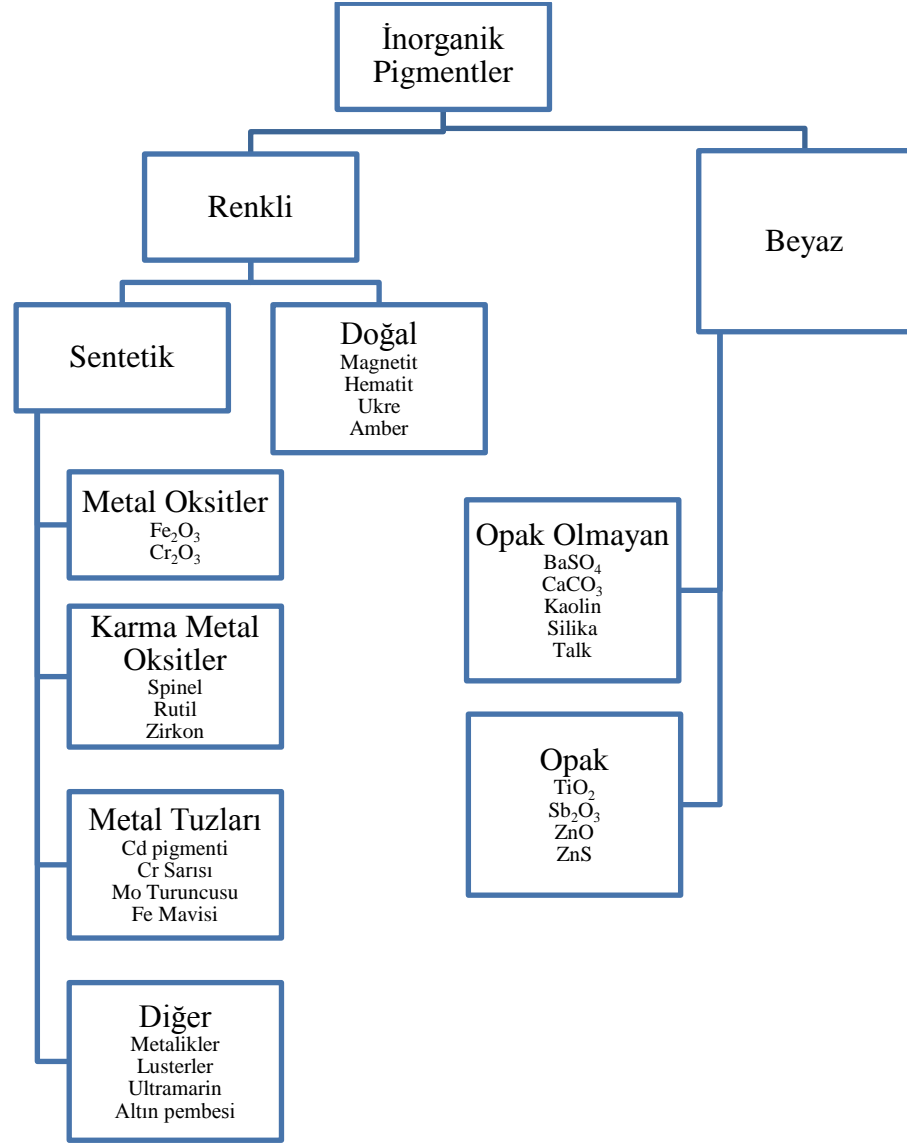 İnorganik
Pigmentler
Renkli
Beyaz
Sentetik
Doğal
Magnetit
Hematit
Ukre
Amber
Metal Oksitler
Fe₂O₃
Cr₂O₃
Karma Metal
Oksitler
Spinel
Rutil
Zirkon
Metal Tuzları
Cd pigmenti
Cr Sarısı
Mo Turuncusu
Fe Mavisi
Diğer
Metalikler
Lusterler
Ultramarin
Altın pembesi
Opak Olmayan
BaSO₄
CaCO₃
Kaolin
Silika
Talk
Opak
TiO₂
Sb₂O₃
ZnO
ZnS